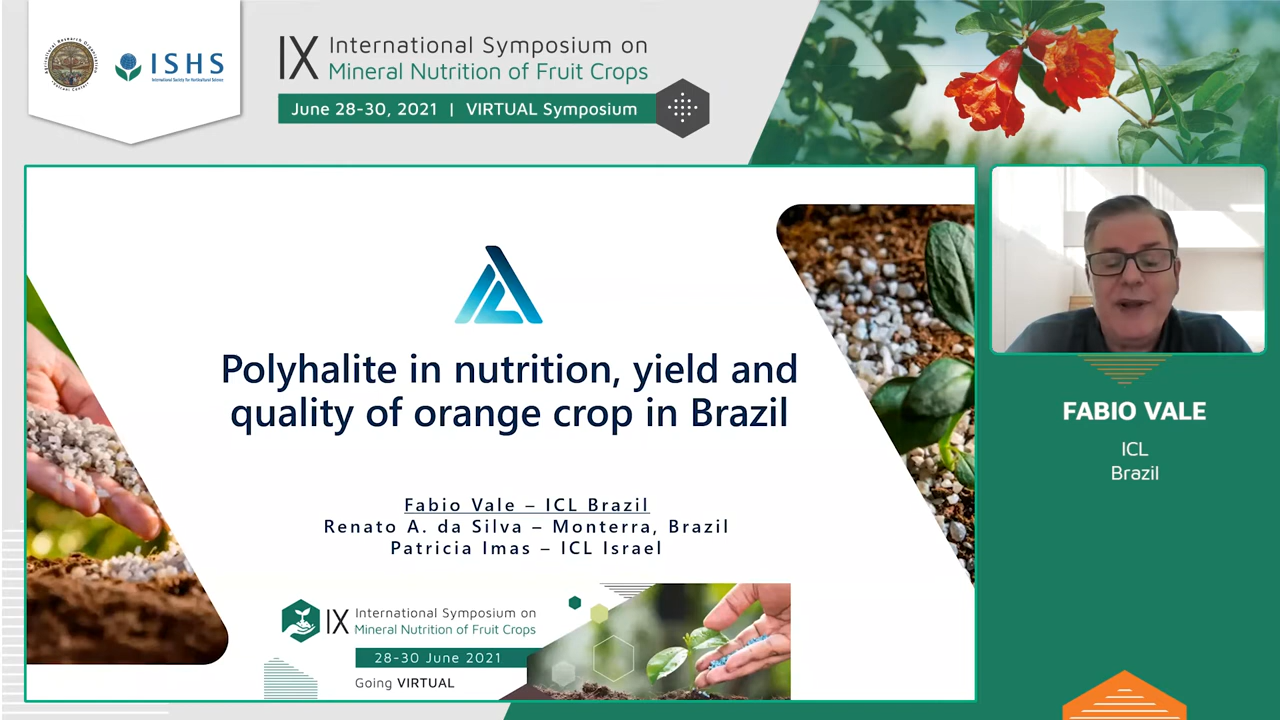 ISHS
International Society for Horticultural Science
IX International Symposium on
Mineral Nutrition of Fruit Crops
June 28-30, 2021 | VIRTUAL Symposium
Polyhalite in nutrition, yield and
quality of orange crop in Brazil
Fabio Vale – ICL Brazil
Renato A. da Silva – Monterra, Brazil
Patricia Imas – ICL Israel
IX International Symposium on
Mineral Nutrition of Fruit Crops
28-30 June 2021
Going VIRTUAL
FABIO VALE
ICL
Brazil